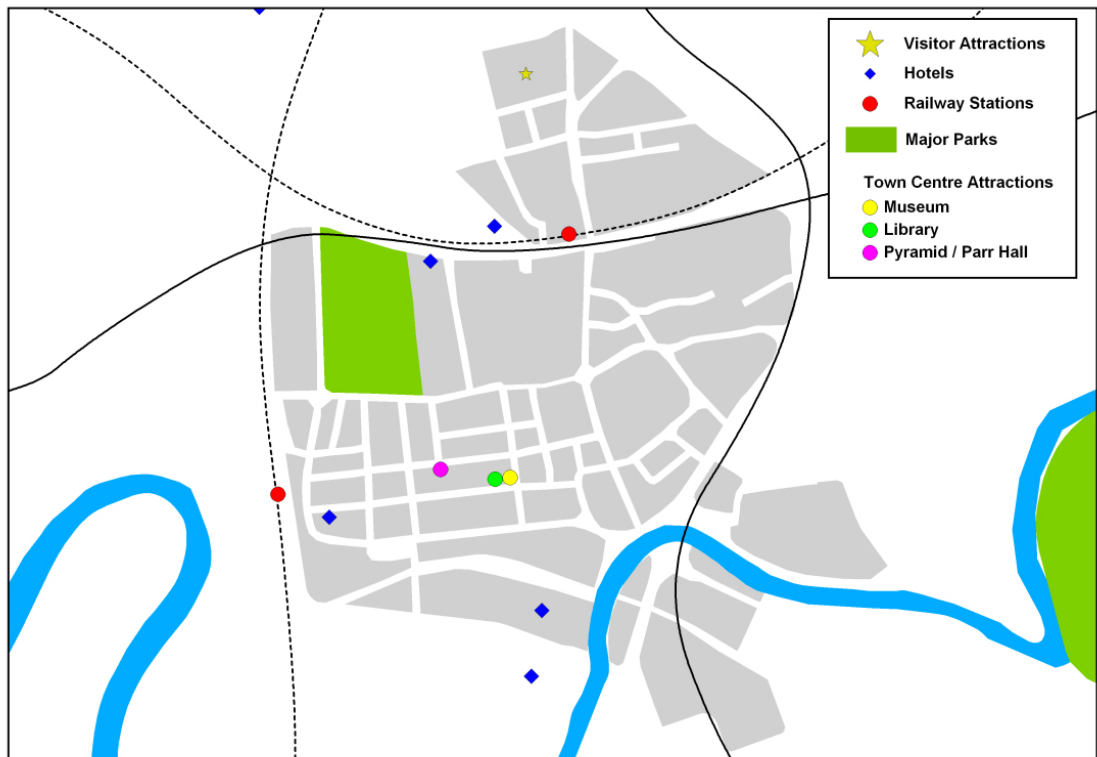 Visitor Attractions
Hotels
Railway Stations
Major Parks
Town Centre Attractions
Museum
Library
Pyramid / Parr Hall